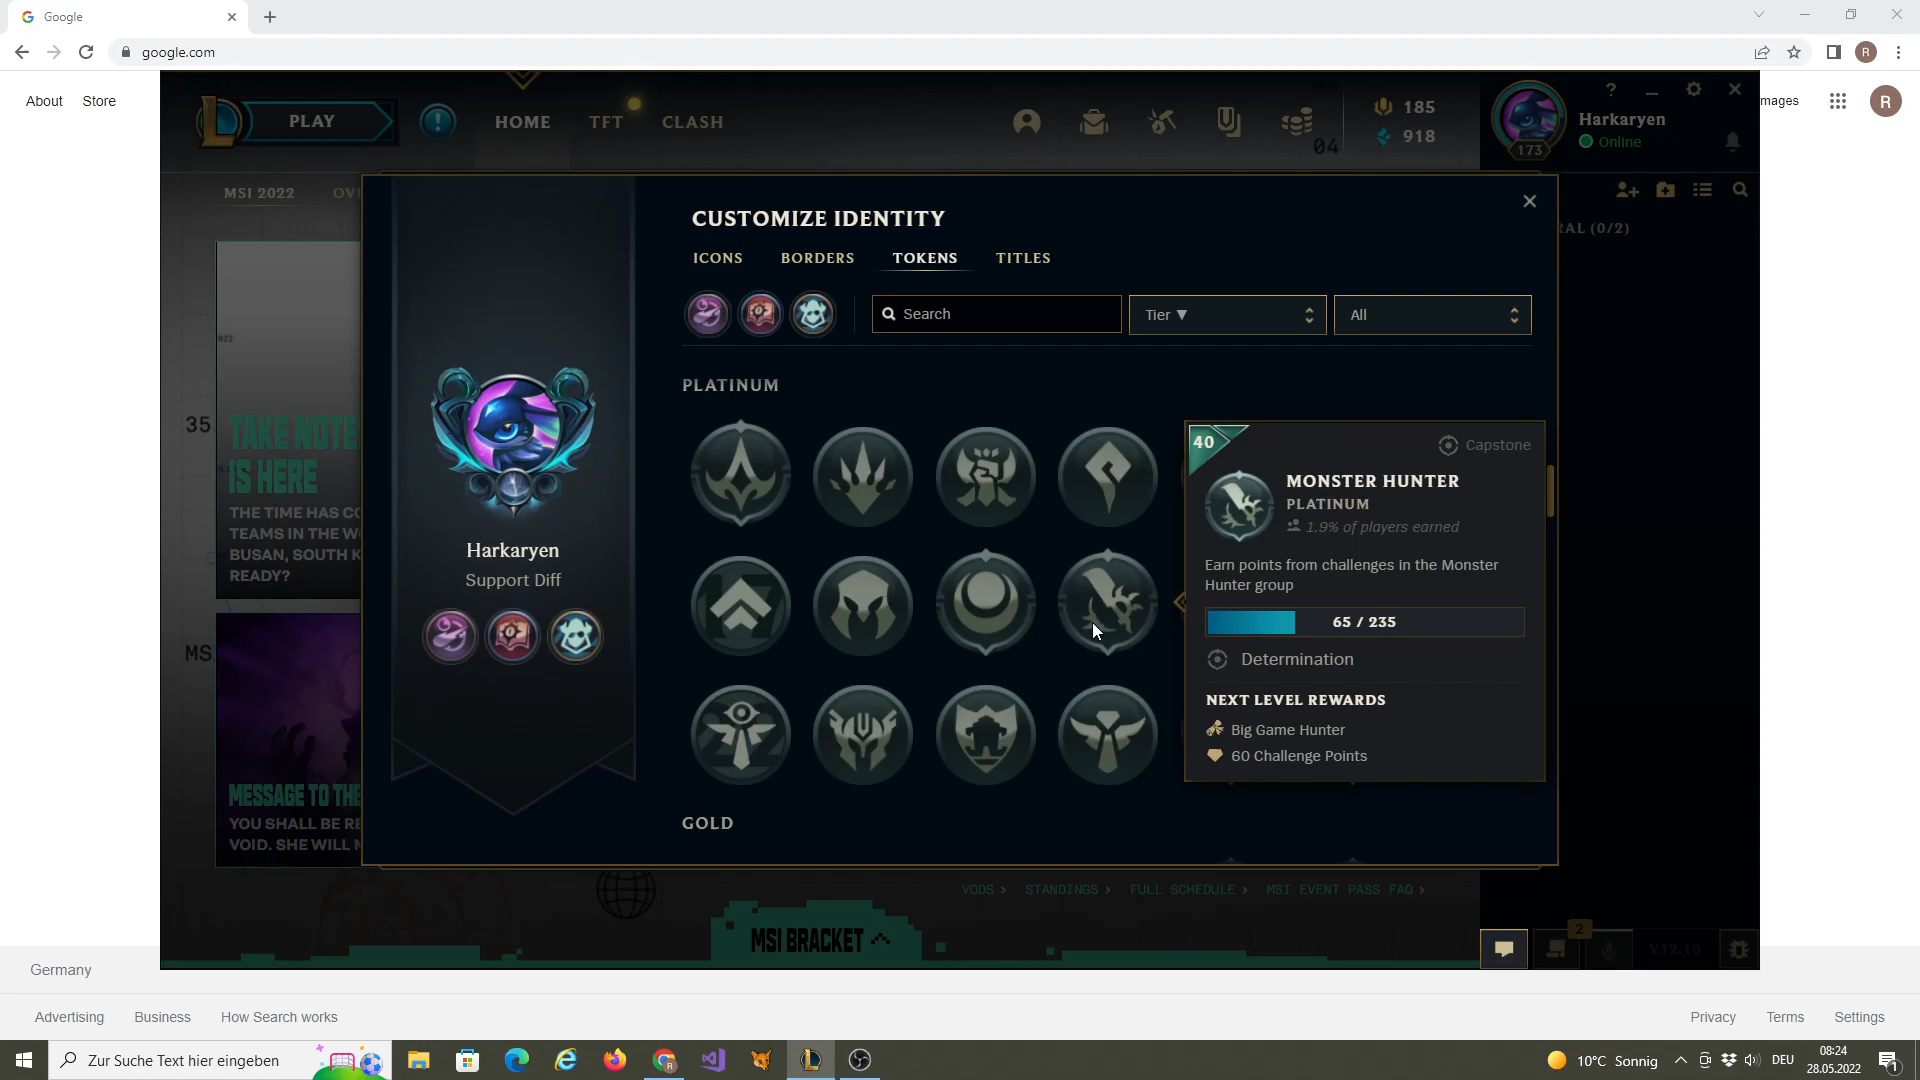 Google
google.com
R
About
Store
mages
R
PLAY
HOME
TFT
CLASH
04
185
918
173
Harkaryen
Online
MSI 2022
OV
RAL (0/2)
CUSTOMIZE IDENTITY
ICONS
BORDERS
TOKENS
TITLES
Search
Tier ▼
All
PLATINUM
922
35
TAKE NOTE
IS HERE
THE TIME HAS CO
TEAMS IN THE W
BUSAN, SOUTH K
READY?
MS
MESSAGE TO THE
YOU SHALL BE RE
VOID. SHE WILL
Harkaryen
Support Diff
40
Capstone
MONSTER HUNTER
PLATINUM
1.9% of players earned
Earn points from challenges in the Monster
Hunter group
65 / 235
Determination
NEXT LEVEL REWARDS
Big Game Hunter
60 Challenge Points
GOLD
VODS >
STANDINGS >
FULL SCHEDULE >
MSI EVENT PASS FAQ >
MSI BRACKET
2
V12.10
Germany
Advertising
Business
How Search works
Privacy
Terms
Settings
Zur Suche Text hier eingeben
10°C Sonnig
DEU
08:24
28.05.2022
1